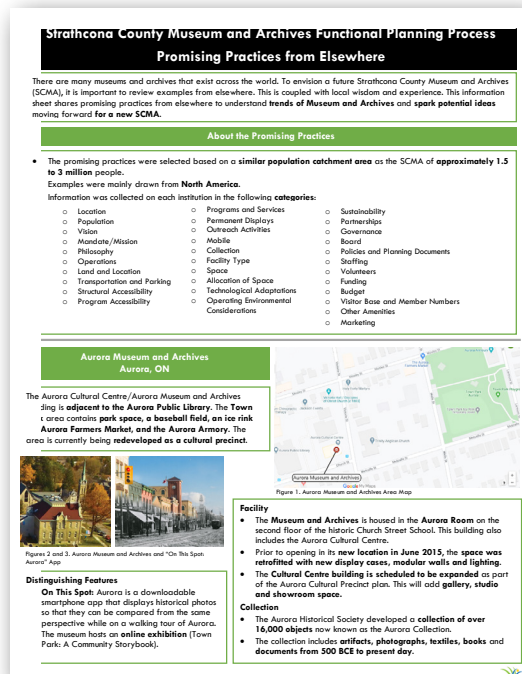 Strathcona County Museum and Archives Functional Planning Process
Promising Practices from Elsewhere
There are many museums and archives that exist across the world. To envision a future Strathcona County Museum and Archives
(SCMA), it is important to review examples from elsewhere. This is coupled with local wisdom and experience. This information
sheet shares promising practices from elsewhere to understand trends of Museum and Archives and spark potential ideas
moving forward for a new SCMA.
About the Promising Practices
• The promising practices were selected based on a similar population catchment area as the SCMA of approximately 1.5
to 3 million people.
Examples were mainly drawn from North America.
Information was collected on each institution in the following categories:
o Location
o Population
o Vision
o Mandate/Mission
o Philosophy
o Operations
o Land and Location
o Transportation and Parking
o Structural Accessibility
o Program Accessibility
o Programs and Services
o Permanent Displays
o Outreach Activities
o Mobile
o Collection
o Facility Type
o Space
o Allocation of Space
o Technological Adaptations
o Operating Environmental
Considerations
o Sustainability
o Partnerships
o Governance
o Board
o Policies and Planning Documents
o Staffing
o Volunteers
o Funding
o Budget
o Visitor Base and Member Numbers
o Other Amenities
o Marketing
Aurora Museum and Archives
Aurora, ON
The Aurora Cultural Centre/Aurora Museum and Archives
ding is adjacent to the Aurora Public Library. The Town
area contains park space, a baseball field, an ice rink
Aurora Farmers Market, and the Aurora Armory. The
area is currently being redeveloped as a cultural precinct.
Aurora Museum and Archives
Google My Maps
Figure 1. Aurora Museum and Archives Area Map
Figures 2 and 3. Aurora Museum and Archives and "On This Spot:
Aurora" App
Distinguishing Features
On This Spot: Aurora is a downloadable
smartphone app that displays historical photos
so that they can be compared from the same
perspective while on a walking tour of Aurora.
The museum hosts an online exhibition (Town
Park: A Community Storybook).
Facility
• The Museum and Archives is housed in the Aurora Room on the
second floor of the historic Church Street School. This building also
includes the Aurora Cultural Centre.
• Prior to opening in its new location in June 2015, the space was
retrofitted with new display cases, modular walls and lighting.
• The Cultural Centre building is scheduled to be expanded as part
of the Aurora Cultural Precinct plan. This will add gallery, studio
and showroom space.
Collection
• The Aurora Historical Society developed a collection of over
16,000 objects now known as the Aurora Collection.
• The collection includes artifacts, photographs, textiles, books and
documents from 500 BCE to present day.